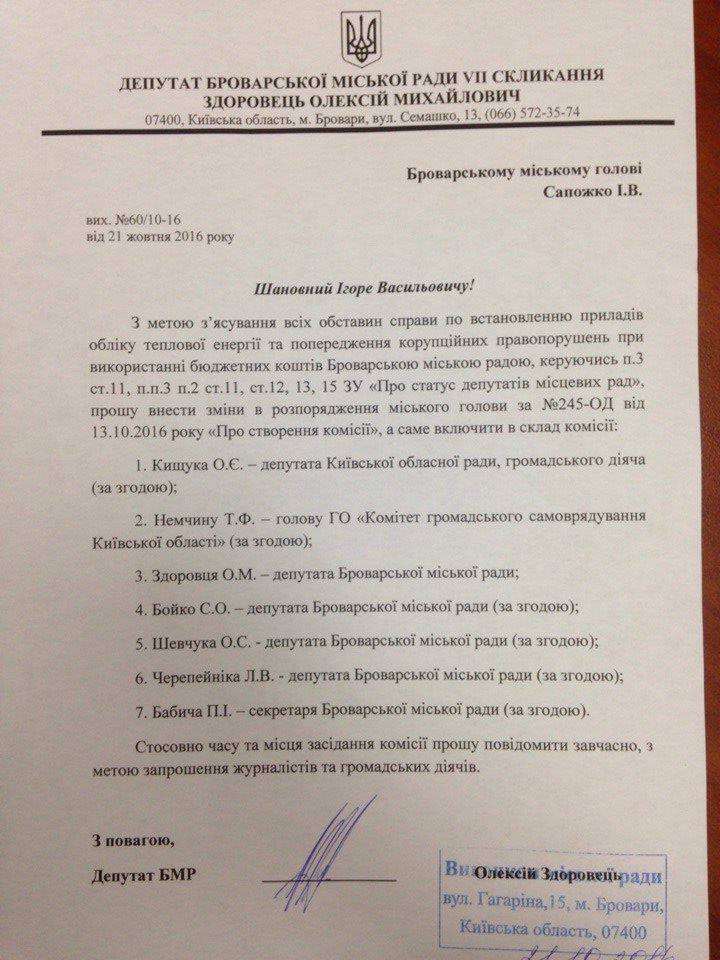 ДЕПУТАТ БРОВАРСЬКОЇ МІСЬКОЇ РАДИ VII СКЛИКАННЯ
ЗДОРОВЕЦЬ ОЛЕКСІЙ МИХАЙЛОВИЧ
07400, Київська область, м. Бровари, вул. Семашко, 13, (066) 572-35-74
Броварському міському голові
Сапожко І.В.
вих. №60/10-16
від 21 жовтня 2016 року
Шановний Ігоре Васильовичу!
З метою з’ясування всіх обставин справи по встановленню приладів
обліку теплової енергії та попередження корупційних правопорушень при
використанні бюджетних коштів Броварською міською радою, керуючись п.3
ст.11, п.п.3 п.2 ст.11, ст.12, 13, 15 ЗУ «Про статус депутатів місцевих рад»,
прошу внести зміни в розпорядження міського голови за №245-ОД від
13.10.2016 року «Про створення комісії», а саме включити в склад комісії:
1. Кищука О.Є. – депутата Київської обласної ради, громадського діяча
(за згодою);
2. Немчину Т.Ф. – голову ГО «Комітет громадського самоврядування
Київської області» (за згодою);
3. Здоровця О.М. – депутата Броварської міської ради;
4. Бойко С.О. – депутата Броварської міської ради (за згодою);
5. Шевчука О.С. - депутата Броварської міської ради (за згодою);
6. Черепейніка Л.В. - депутата Броварської міської ради (за згодою);
7. Бабича П.І. – секретаря Броварської міської ради (за згодою).
Стосовно часу та місця засідання комісії прошу повідомити завчасно, з
метою запрошення журналістів та громадських діячів.
З повагою,
Депутат БМР
Олексій Здоровець
ради
вул. Гагаріна,15, м. Бровари,
Київська область, 07400